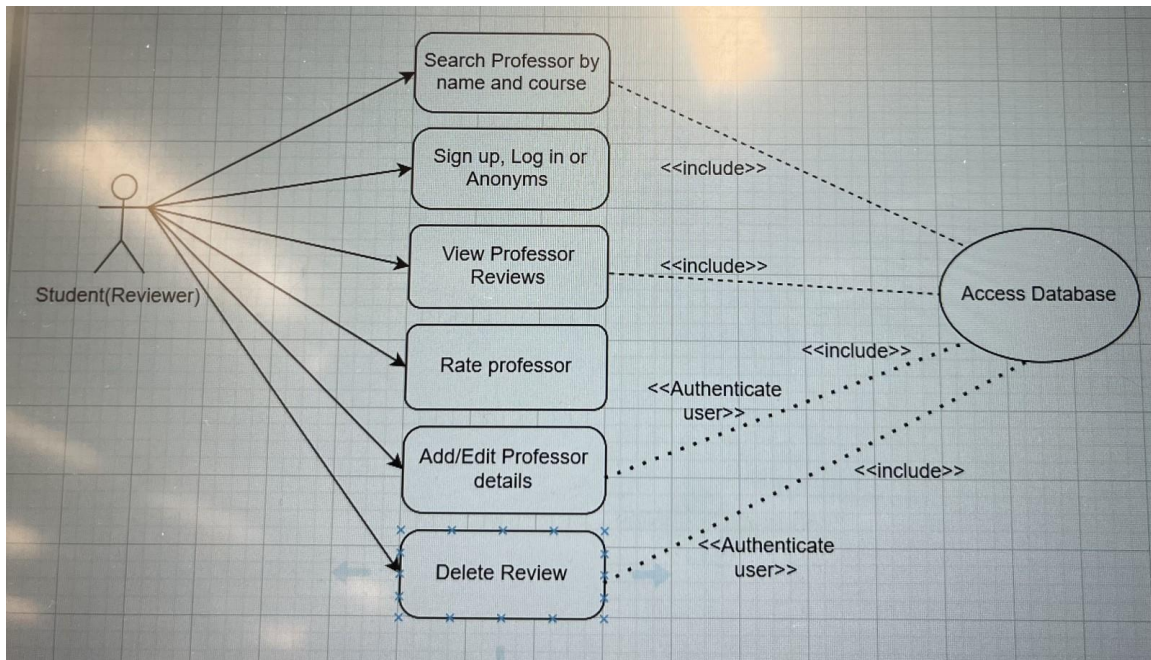 Search Professor by
name and course
Sign up, Log in or
Anonyms
<<include>>
View Professor
Reviews
<<include>>
Student(Reviewer)
Access Database
Rate professor
<<include>>
<<Authenticate
user>>
Add/Edit Professor
details
<<include>>
Delete Review
<<Authenticate
user>>